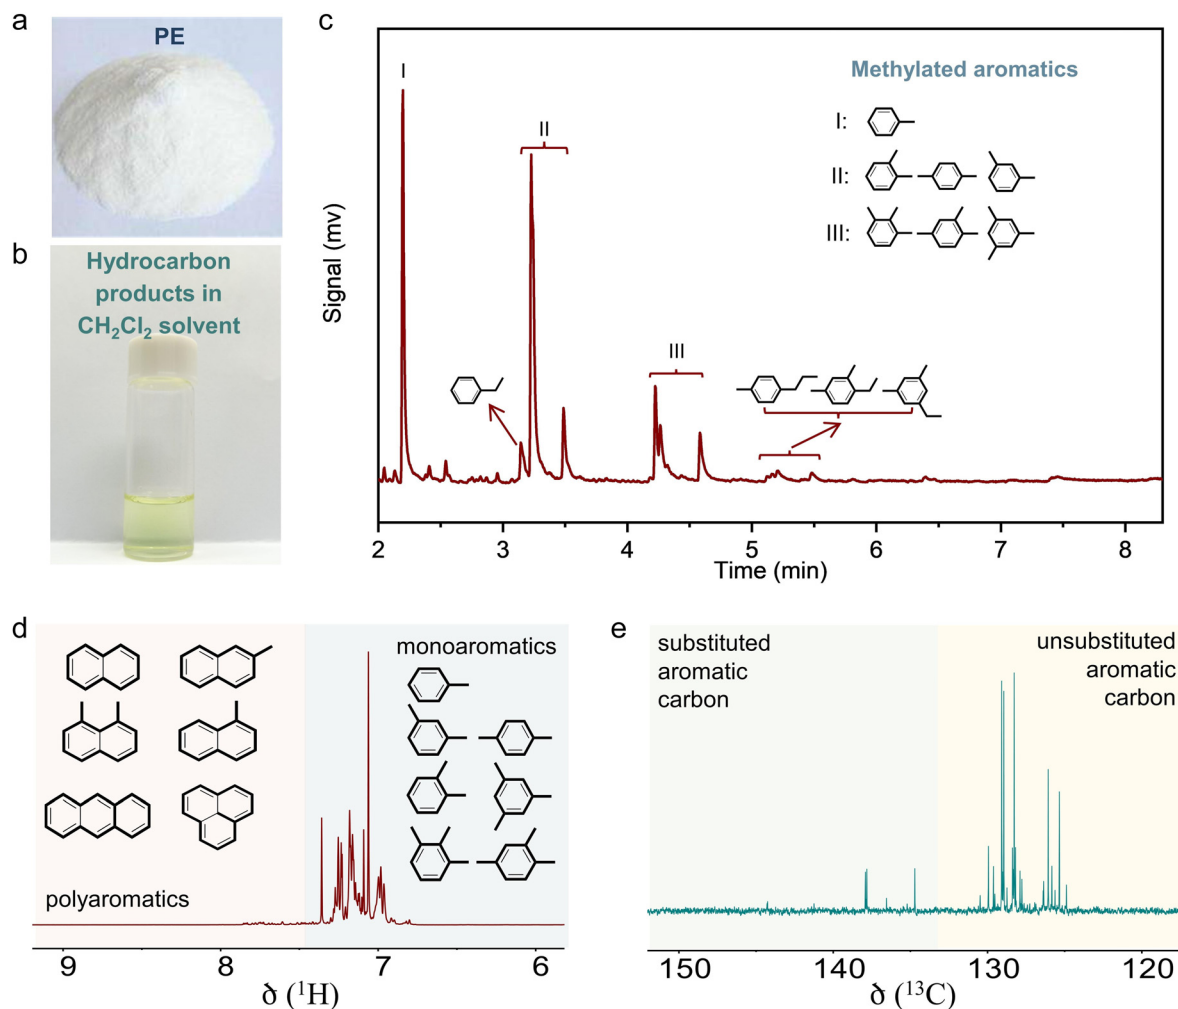 a
PE
b
Hydrocarbon
products in
CH₂Cl₂ solvent
c
Signal (mv)
Methylated aromatics
I:
II:
III:
I
II
III
2 3 4 5 6 7 8
Time (min)
d
monoaromatics
polyaromatics
9 8 7 6
δ (¹H)
e
substituted
aromatic
carbon
unsubstituted
aromatic
carbon
150 140 130 120
δ (¹³C)